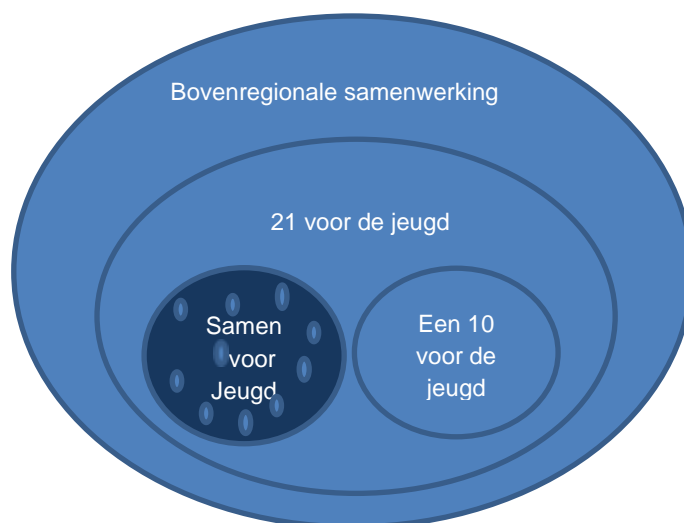 Bovenregionale samenwerking
21 voor de jeugd
Samen
voor
Jeugd
Een 10
voor de
jeugd